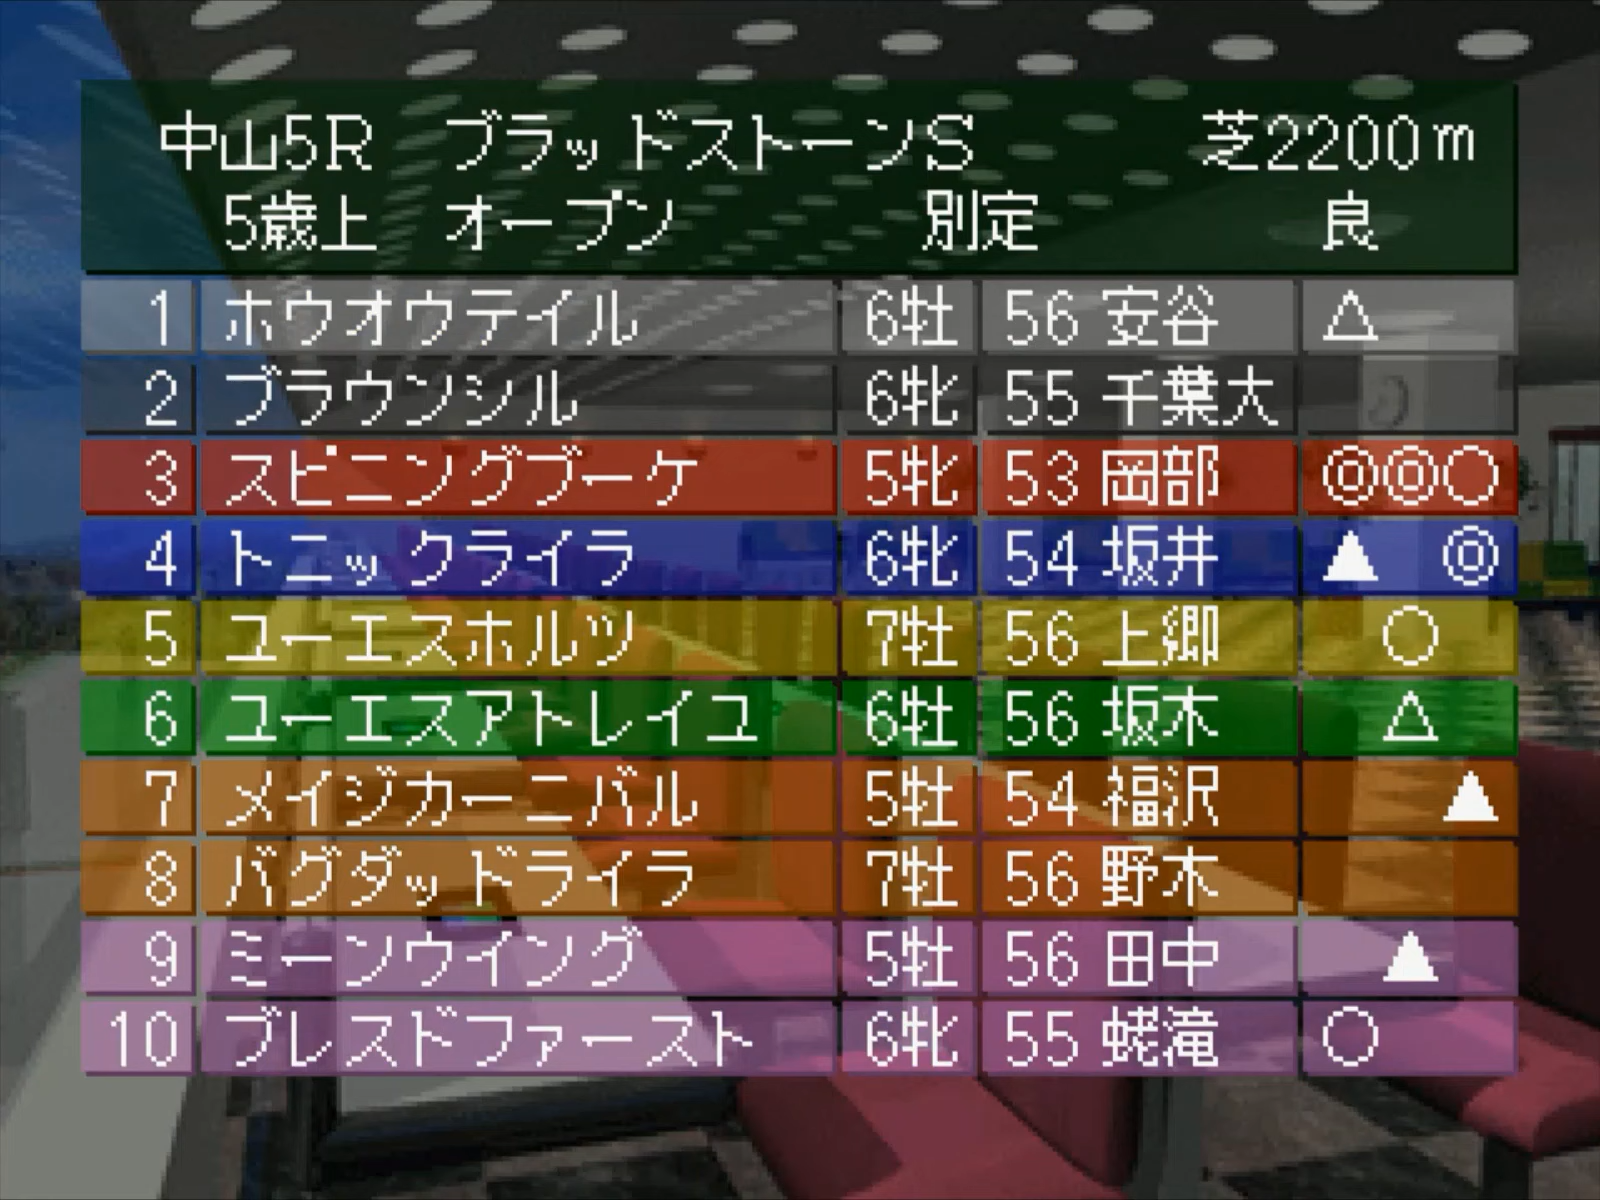 中山5R ブラッドストーンS 芝2200m
5歳上 オープン 別定 良
1 ホウオウテイル 6牡 56 安谷 △
2 ブラウンシル 6牝 55 千葉大
3 スピニングブーケ 5牝 53 岡部 ◎◎○
4 トニックライラ 6牝 54 坂井 ▲ ◎
5 ユーエスホルツ 7牡 56 上郷 ○
6 ユーエスアトレイユ 6牡 56 坂木 △
7 メイジカーニバル 5牡 54 福沢 ▲
8 バグダッドライラ 7牡 56 野木
9 ミーンウイング 5牡 56 田中 ▲
10 ブレスドファースト 6牝 55 蛯滝 ○